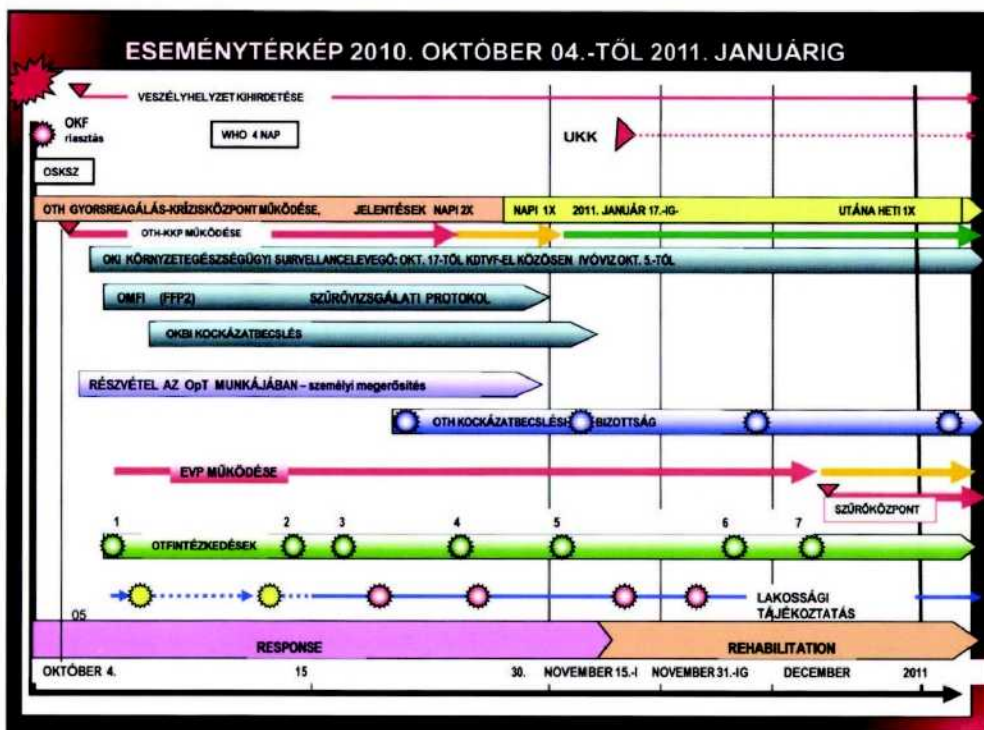 ESEMÉNYTÉRKÉP 2010. OKTÓBER 04.-TŐL 2011. JANUÁRIG
VESZÉLYHELYZET KIHIRDETÉSE
OKF
riasztás
WHO 4 NAP
UKK
OSKSZ
OTH GYORSREAGÁLÁS-KRÍZISKÖZPONT MŰKÖDÉSE, JELENTÉSEK NAPI 2X NAPI 1X 2011. JANUÁR 17.-IG- UTÁNA HETI 1X
OTH-KKP MŰKÖDÉSE
OKI KÖRNYZETEGÉSZSÉGÜGYI SUIRVELLANCELEVEGŐ: OKT. 17-TŐL KDTVF-EL KÖZÖSEN IVÓVIZ OKT. 5.-TŐL
OMFI (FFP2) SZŰRŐVIZSGÁLATI PROTOKOL
OKBI KOCKÁZATBECSLÉS
RÉSZVÉTEL AZ OpT MUNKÁJÁBAN – személyi megerősítés
OTH KOCKÁZATBECSLÉSI BIZOTTSÁG
EVP MŰKÖDÉSE
SZŰRŐKÖZPONT
1 2 3 4 5 6 7
OTFINTÉZKEDÉSEK
LAKOSSÁGI
TÁJÉKOZTATÁS
05
RESPONSE REHABILITATION
OKTÓBER 4. 15 30. NOVEMBER 15.-I NOVEMBER 31.-IG DECEMBER 2011